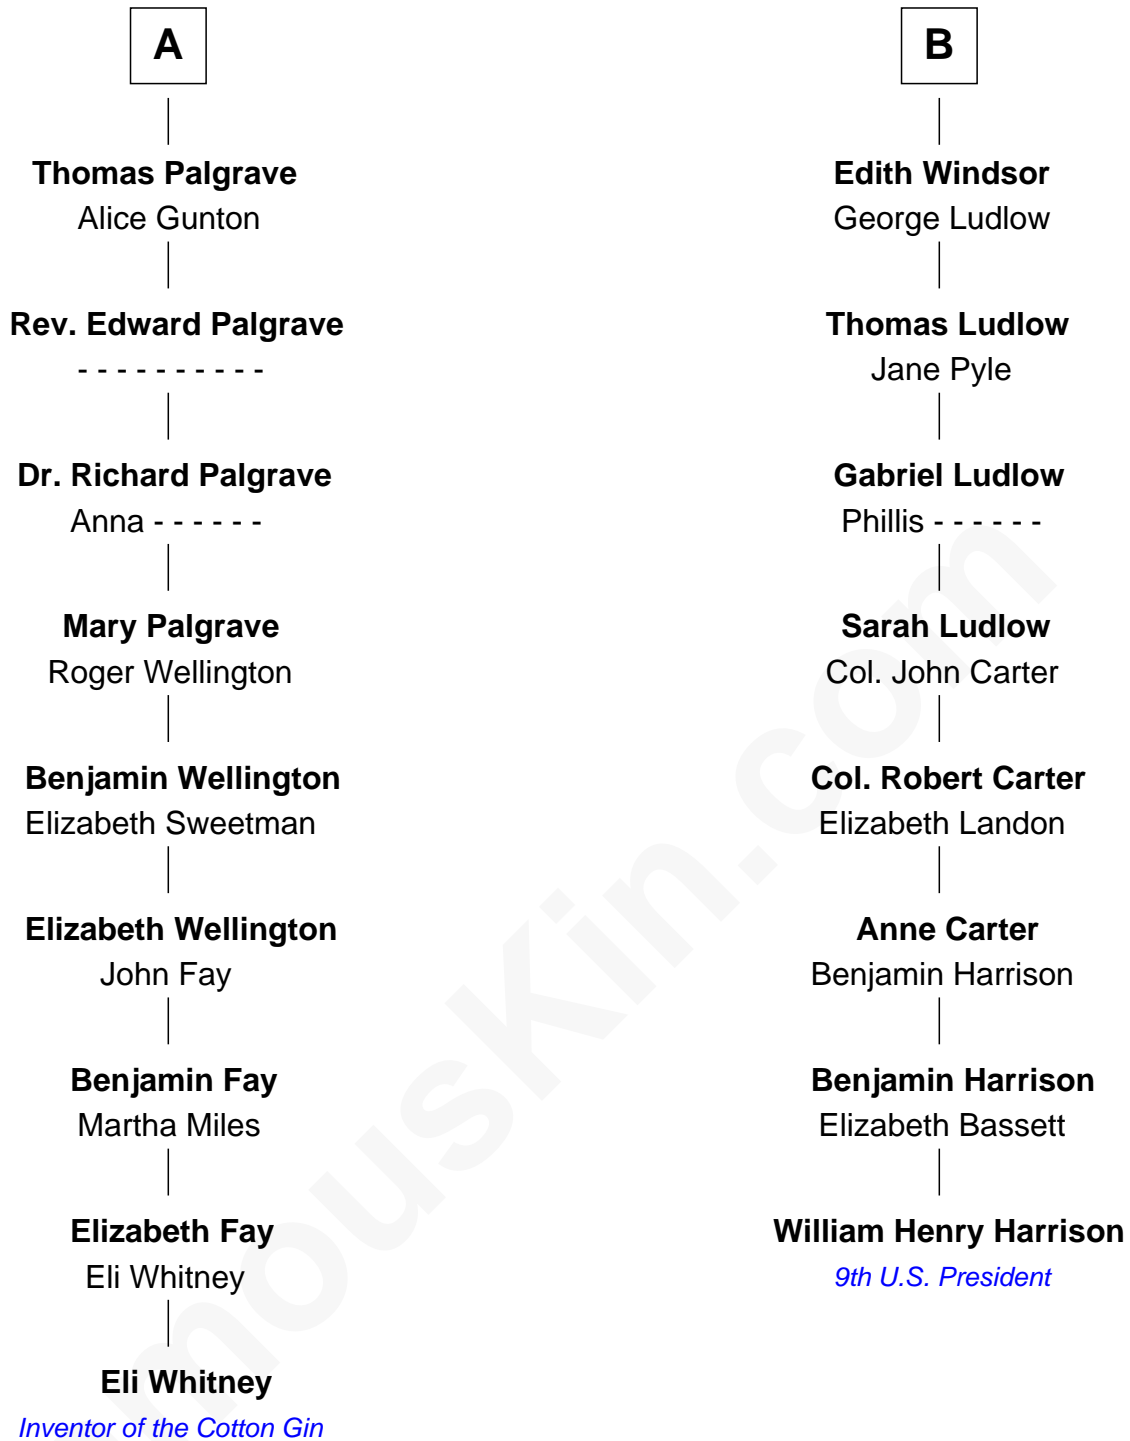 A
Thomas Palgrave
Alice Gunton
Rev. Edward Palgrave
- - - - - - - - - -
Dr. Richard Palgrave
Anna - - - - - -
Mary Palgrave
Roger Wellington
Benjamin Wellington
Elizabeth Sweetman
Elizabeth Wellington
John Fay
Benjamin Fay
Martha Miles
Elizabeth Fay
Eli Whitney
Eli Whitney
Inventor of the Cotton Gin
B
Edith Windsor
George Ludlow
Thomas Ludlow
Jane Pyle
Gabriel Ludlow
Phillis - - - - - -
Sarah Ludlow
Col. John Carter
Col. Robert Carter
Elizabeth Landon
Anne Carter
Benjamin Harrison
Benjamin Harrison
Elizabeth Bassett
William Henry Harrison
9th U.S. President
mousKin.com